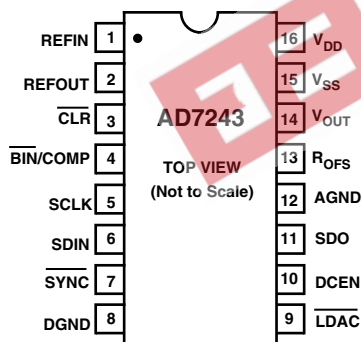 REFIN 1 16 VDD
REFOUT 2 15 VSS
CLR 3 AD7243 14 VOUT
BIN/COMP 4 TOP VIEW 13 ROFS
SCLK 5 (Not to Scale) 12 AGND
SDIN 6 11 SDO
SYNC 7 10 DCEN
DGND 8 9 LDAC